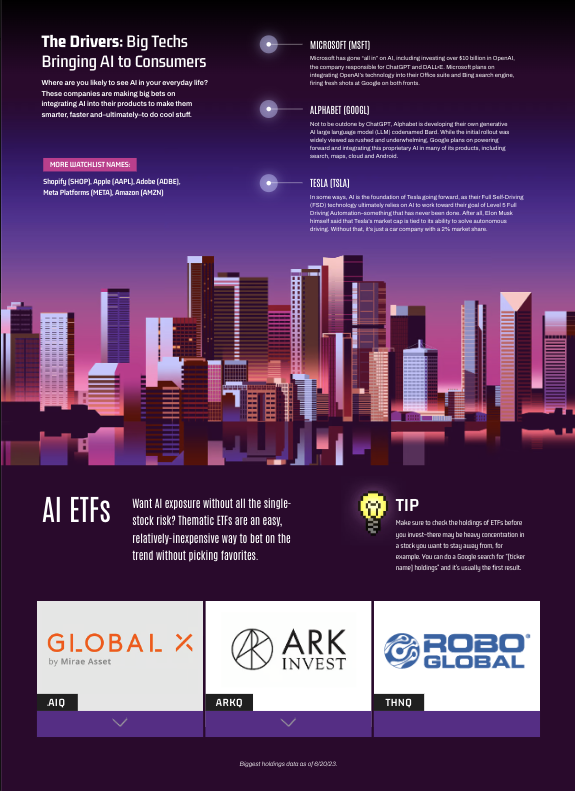 The Drivers: Big Techs
Bringing AI to Consumers
Where are you likely to see AI in your everyday life?
These companies are making big bets on
integrating AI into their products to make them
smarter, faster and–ultimately–to do cool stuff.
MORE WATCHLIST NAMES:
Shopify (SHOP), Apple (AAPL), Adobe (ADBE),
Meta Platforms (META), Amazon (AMZN)
MICROSOFT (MSFT)
Microsoft has gone "all in" on AI, including investing over $10 billion in OpenAI,
the company responsible for ChatGPT and DALL•E. Microsoft plans on
integrating OpenAI's technology into their Office suite and Bing search engine,
firing shots at Google on both fronts.
ALPHABET (GOOGL)
Not to be outdone by ChatGPT, Alphabet is developing their own generative
AI large language model (LLM) codenamed Bard. While the initial rollout was
widely viewed as rushed and underwhelming, Google plans on powering
forward and integrating this proprietary AI in many of its products, including
search, maps, cloud and Android.
TESLA (TSLA)
In some ways, AI is the foundation of Tesla going forward, as their Full Self-Driving
(FSD) technology ultimately relies on AI to work toward their goal of Level 5 Full
Driving Automation–something that has never been done. After all, Elon Musk
himself said that Tesla's market cap is tied to its ability to solve autonomous
driving. Without that, it's just a car company with a 2% market share.
AI ETFs
Want AI exposure without all the single-
stock risk? Thematic ETFs are an easy,
relatively-inexpensive way to bet on the
trend without picking favorites.
TIP
Make sure to check the holdings of ETFs before
you invest–there may be heavy concentration in
a stock you want to stay away from, for
example. You can do a Google search for "[ticker
name] holdings" and it's usually the first result.
GLOBAL X
by Mirae Asset
ARK
INVEST
ROBO
GLOBAL
AIQ
ARKQ
THNQ
Biggest holdings data as of 6/20/23.